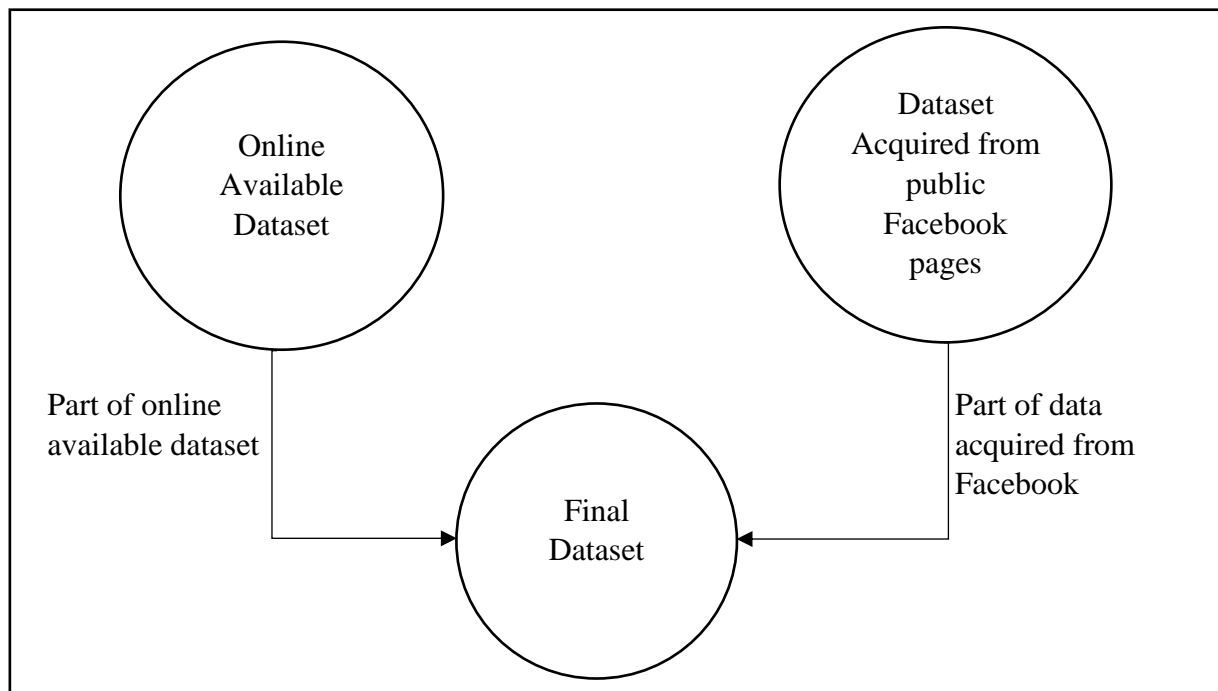 Online
Available
Dataset
Dataset
Acquired from
public
Facebook
pages
Part of online
available dataset
Part of data
acquired from
Facebook
Final
Dataset